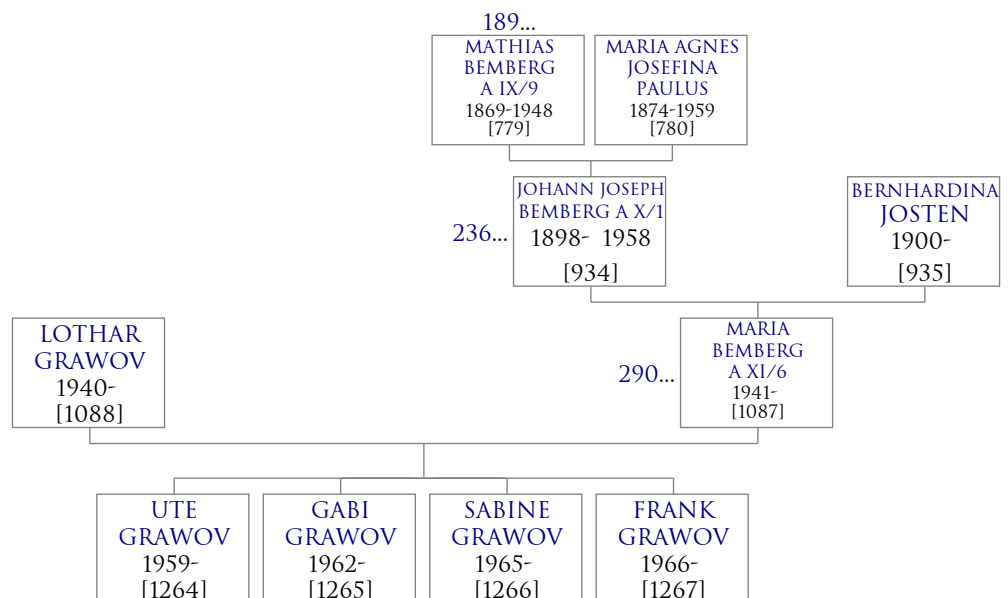 189...
MATHIAS
BEMBERG
A IX/9
1869-1948
[779]
MARIA AGNES
JOSEFINA
PAULUS
1874-1959
[780]
236...
JOHANN JOSEPH
BEMBERG A X/1
1898- 1958
[934]
BERNHARDINA
JOSTEN
1900-
[935]
LOTHAR
GRAWOV
1940-
[1088]
290...
MARIA
BEMBERG
A XI/6
1941-
[1087]
UTE
GRAWOV
1959-
[1264]
GABI
GRAWOV
1962-
[1265]
SABINE
GRAWOV
1965-
[1266]
FRANK
GRAWOV
1966-
[1267]